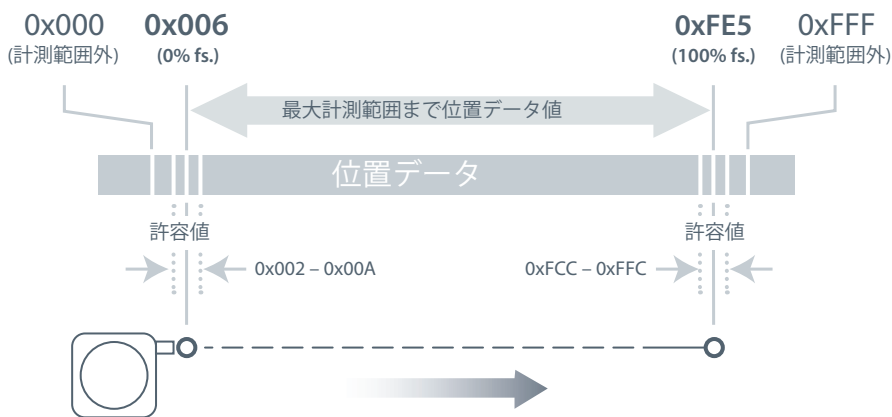 0x000 0x006 0xFE5 0xFFF
(計測範囲外) (0% fs.) (100% fs.) (計測範囲外)
最大計測範囲まで位置データ値
位置データ
許容値 許容値
0x002 – 0x00A 0xFCC – 0xFFC